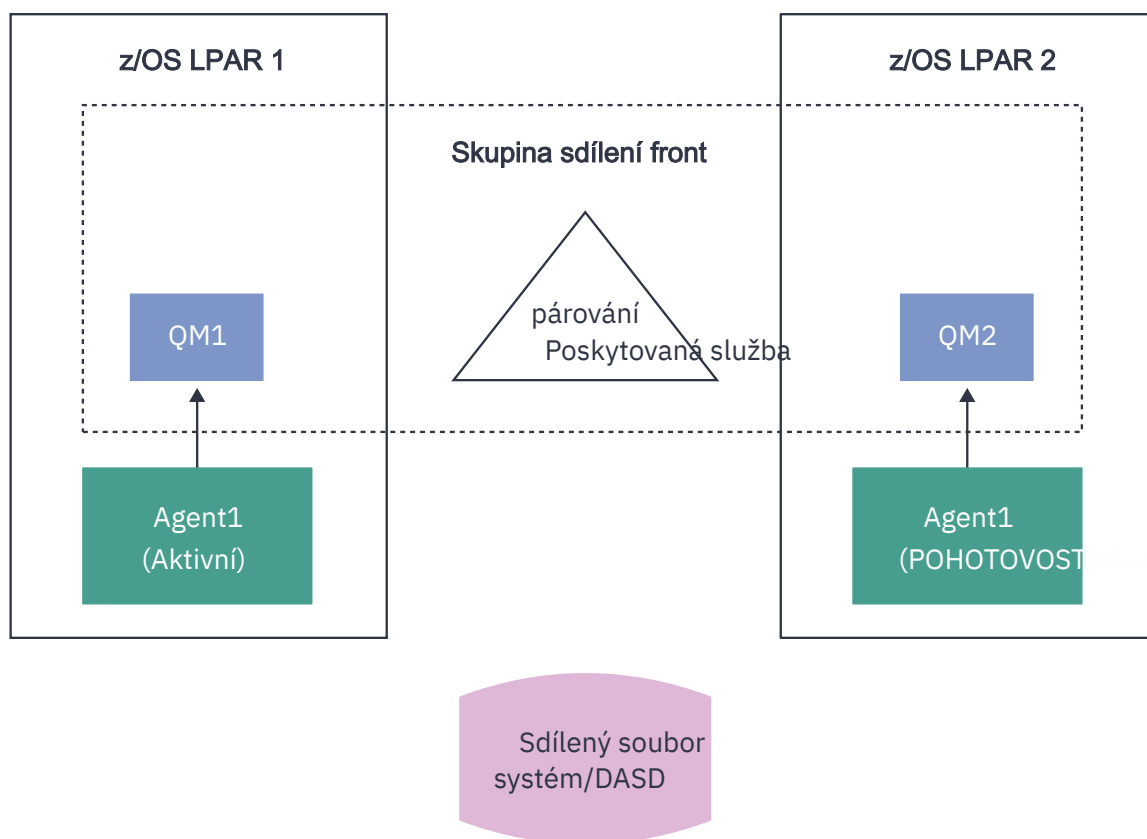 z/OS LPAR 1
z/OS LPAR 2
Skupina sdílení front
párování
Poskytovaná služba
QM1
QM2
Agent1
(Aktivní)
Agent1
(POHOTOVOST
Sdílený soubor
systém/DASD